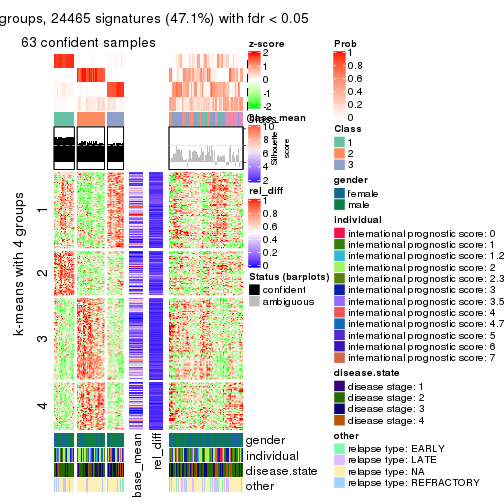 groups, 24465 signatures (47.1%) with fdr < 0.05
63 confident samples
z-score
2
1
0
-1
-2
base_mean
10
8
6
4
2
Silhouette
score
rel_diff
1
0.8
0.6
0.4
0.2
0
Status (barplots)
confident
ambiguous
Prob
1
0.8
0.6
0.4
0.2
0
Class
1
2
3
gender
female
male
individual
international prognostic score: 0
international prognostic score: 1
international prognostic score: 1.2
international prognostic score: 2
international prognostic score: 2.3
international prognostic score: 3
international prognostic score: 3.5
international prognostic score: 4
international prognostic score: 4.7
international prognostic score: 5
international prognostic score: 6
international prognostic score: 7
disease.state
disease stage: 1
disease stage: 2
disease stage: 3
disease stage: 4
other
relapse type: EARLY
relapse type: LATE
relapse type: NA
relapse type: REFRACTORY
k-means with 4 groups
1
2
3
4
base_mean
rel_diff
gender
individual
disease.state
other